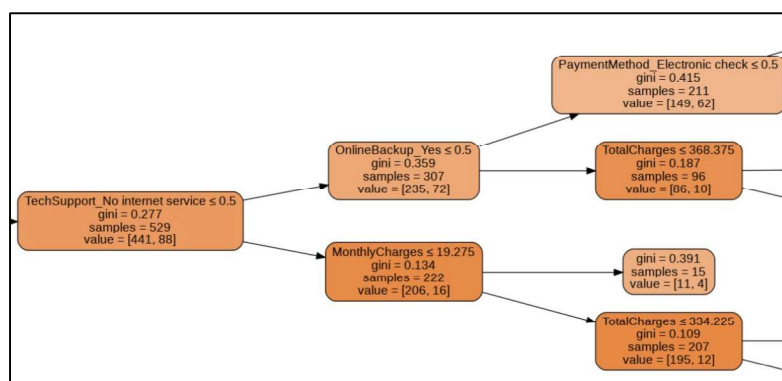 PaymentMethod_Electronic check ≤ 0.5
gini = 0.415
samples = 211
value = [149, 62]
OnlineBackup_Yes ≤ 0.5
gini = 0.359
samples = 307
value = [235, 72]
TotalCharges ≤ 368.375
gini = 0.187
samples = 96
value = [86, 10]
TechSupport_No internet service ≤ 0.5
gini = 0.277
samples = 529
value = [441, 88]
MonthlyCharges ≤ 19.275
gini = 0.134
samples = 222
value = [206, 16]
gini = 0.391
samples = 15
value = [11, 4]
TotalCharges ≤ 334.225
gini = 0.109
samples = 207
value = [195, 12]